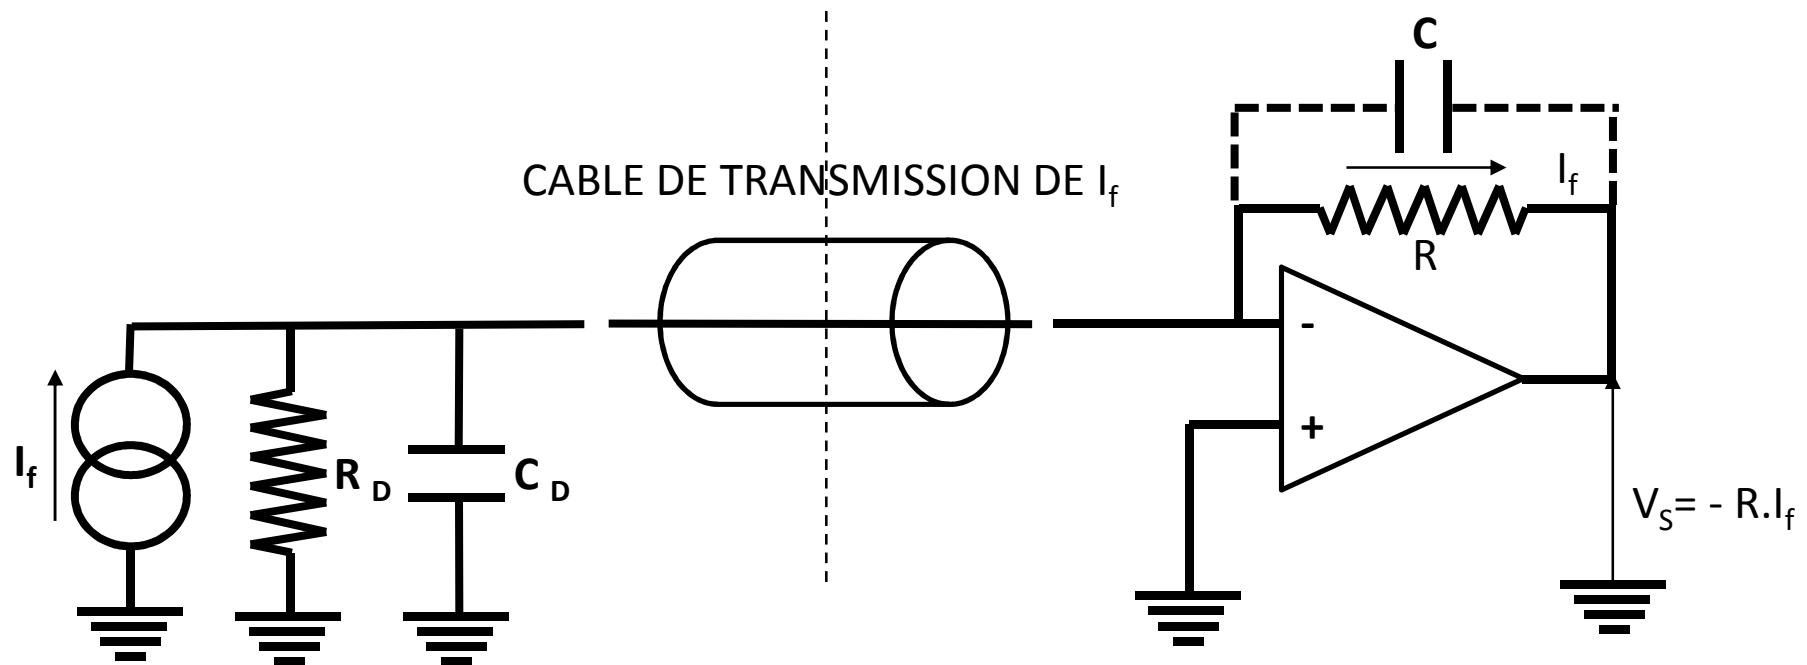 C
CABLE DE TRANSMISSION DE If
If
R
-
+
If
R D
C D
VS= - R.If